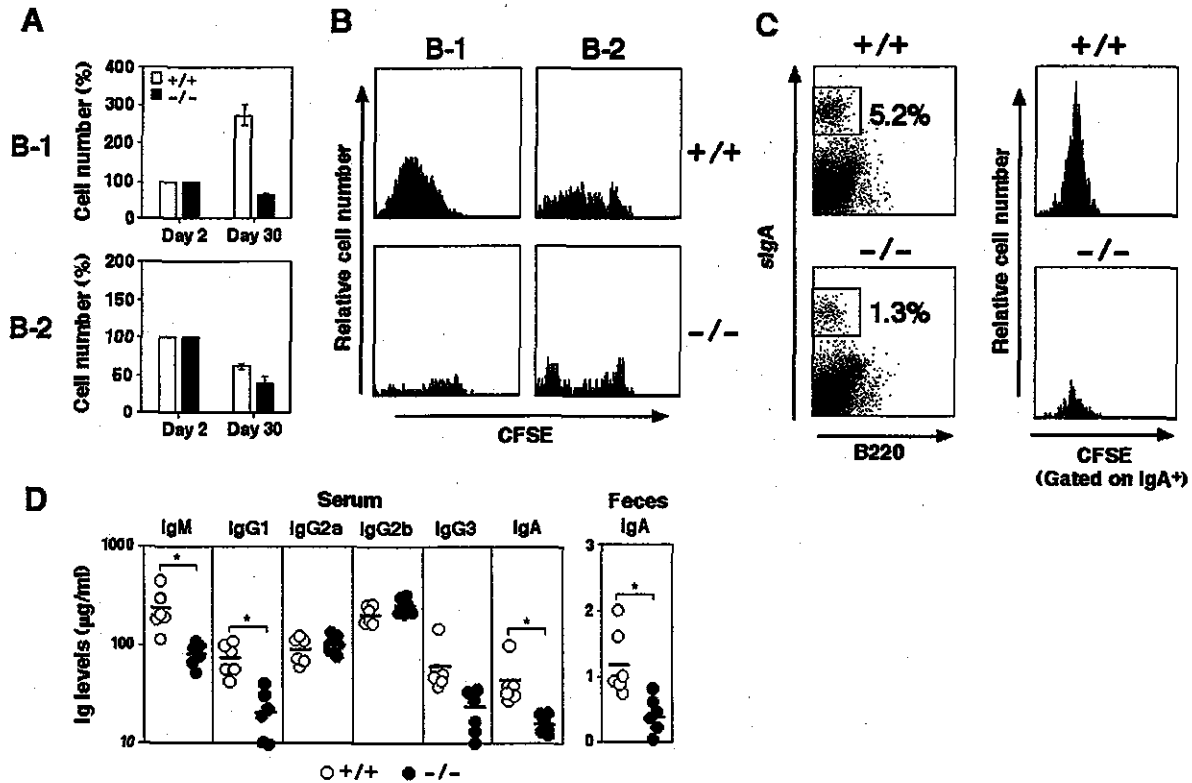 A
B
C
B-1
B-2
+/+
+/+
400
300
200
100
0
Cell number (%)
+/+
-/-
Day 2
Day 30
B-1
200
150
100
50
0
Cell number (%)
Day 2
Day 30
B-2
Relative cell number
+/+
-/-
CFSE
sIgA
5.2%
-/-
1.3%
B220
Relative cell number
-/-
CFSE
(Gated on IgA+)
D
Serum
Feces
IgM
IgG1
IgG2a
IgG2b
IgG3
IgA
IgA
1000
100
10
Ig levels (µg/ml)
*
*
*
3
2
1
0
*
+/+
-/-